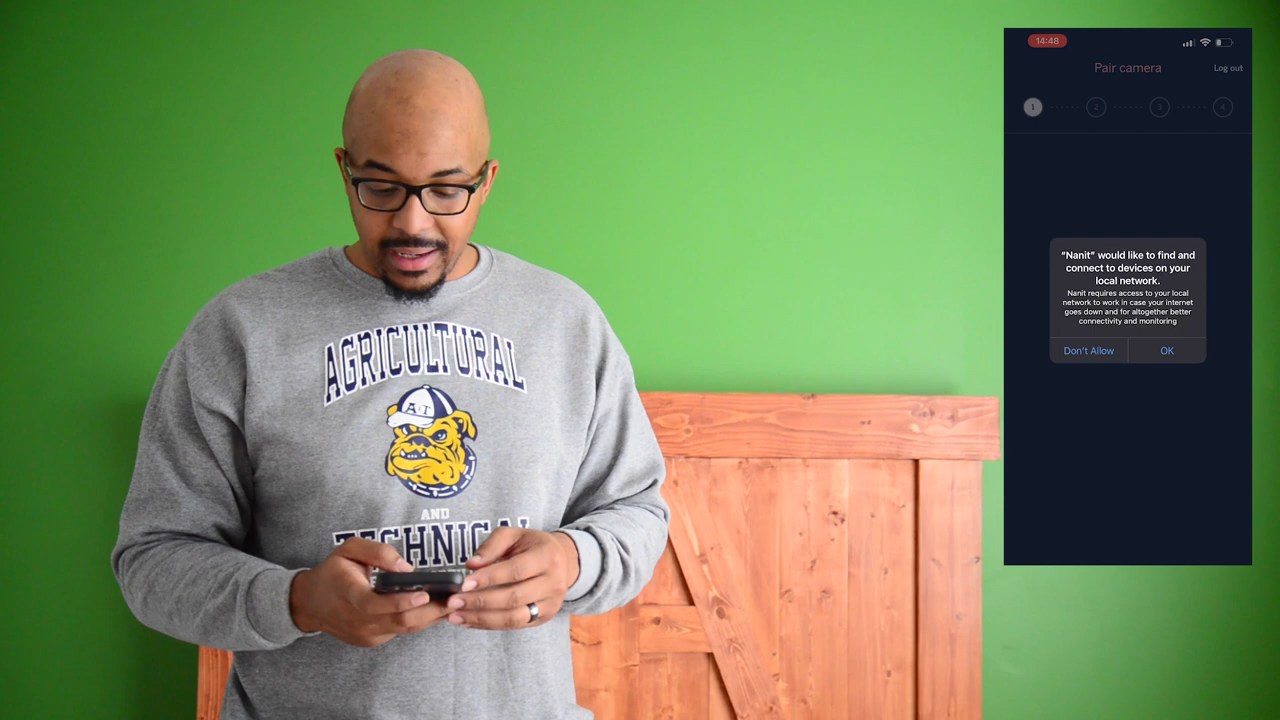 AGRICULTURAL
A&T
AND
TECHNICAL
14:48
Pair camera
Log out
1
2
3
4
“Nanit” would like to find and
connect to devices on your
local network.
Nanit requires access to your local
network to work in case your internet
goes down and for altogether better
connectivity and monitoring
Don't Allow
OK